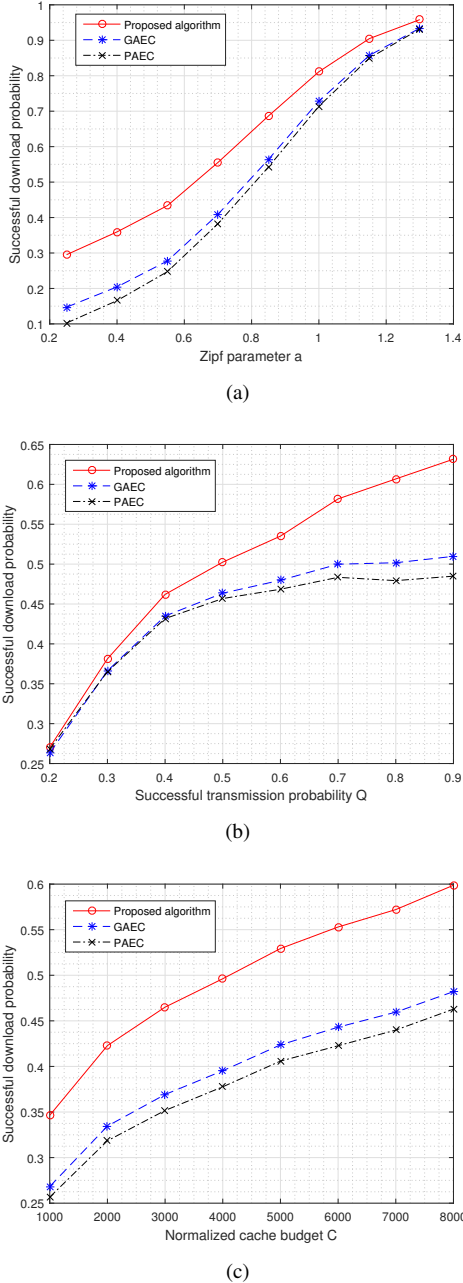 1
0.9
0.8
0.7
0.6
0.5
0.4
0.3
0.2
0.1
Successful download probability
Proposed algorithm
GAEC
PAEC
0.2 0.4 0.6 0.8 1 1.2 1.4
Zipf parameter a
(a)
0.65
0.6
0.55
0.5
0.45
0.4
0.35
0.3
0.25
Successful download probability
Proposed algorithm
GAEC
PAEC
0.2 0.3 0.4 0.5 0.6 0.7 0.8 0.9
Successful transmission probability Q
(b)
0.6
0.55
0.5
0.45
0.4
0.35
0.3
0.25
Successful download probability
Proposed algorithm
GAEC
PAEC
1000 2000 3000 4000 5000 6000 7000 8000
Normalized cache budget C
(c)